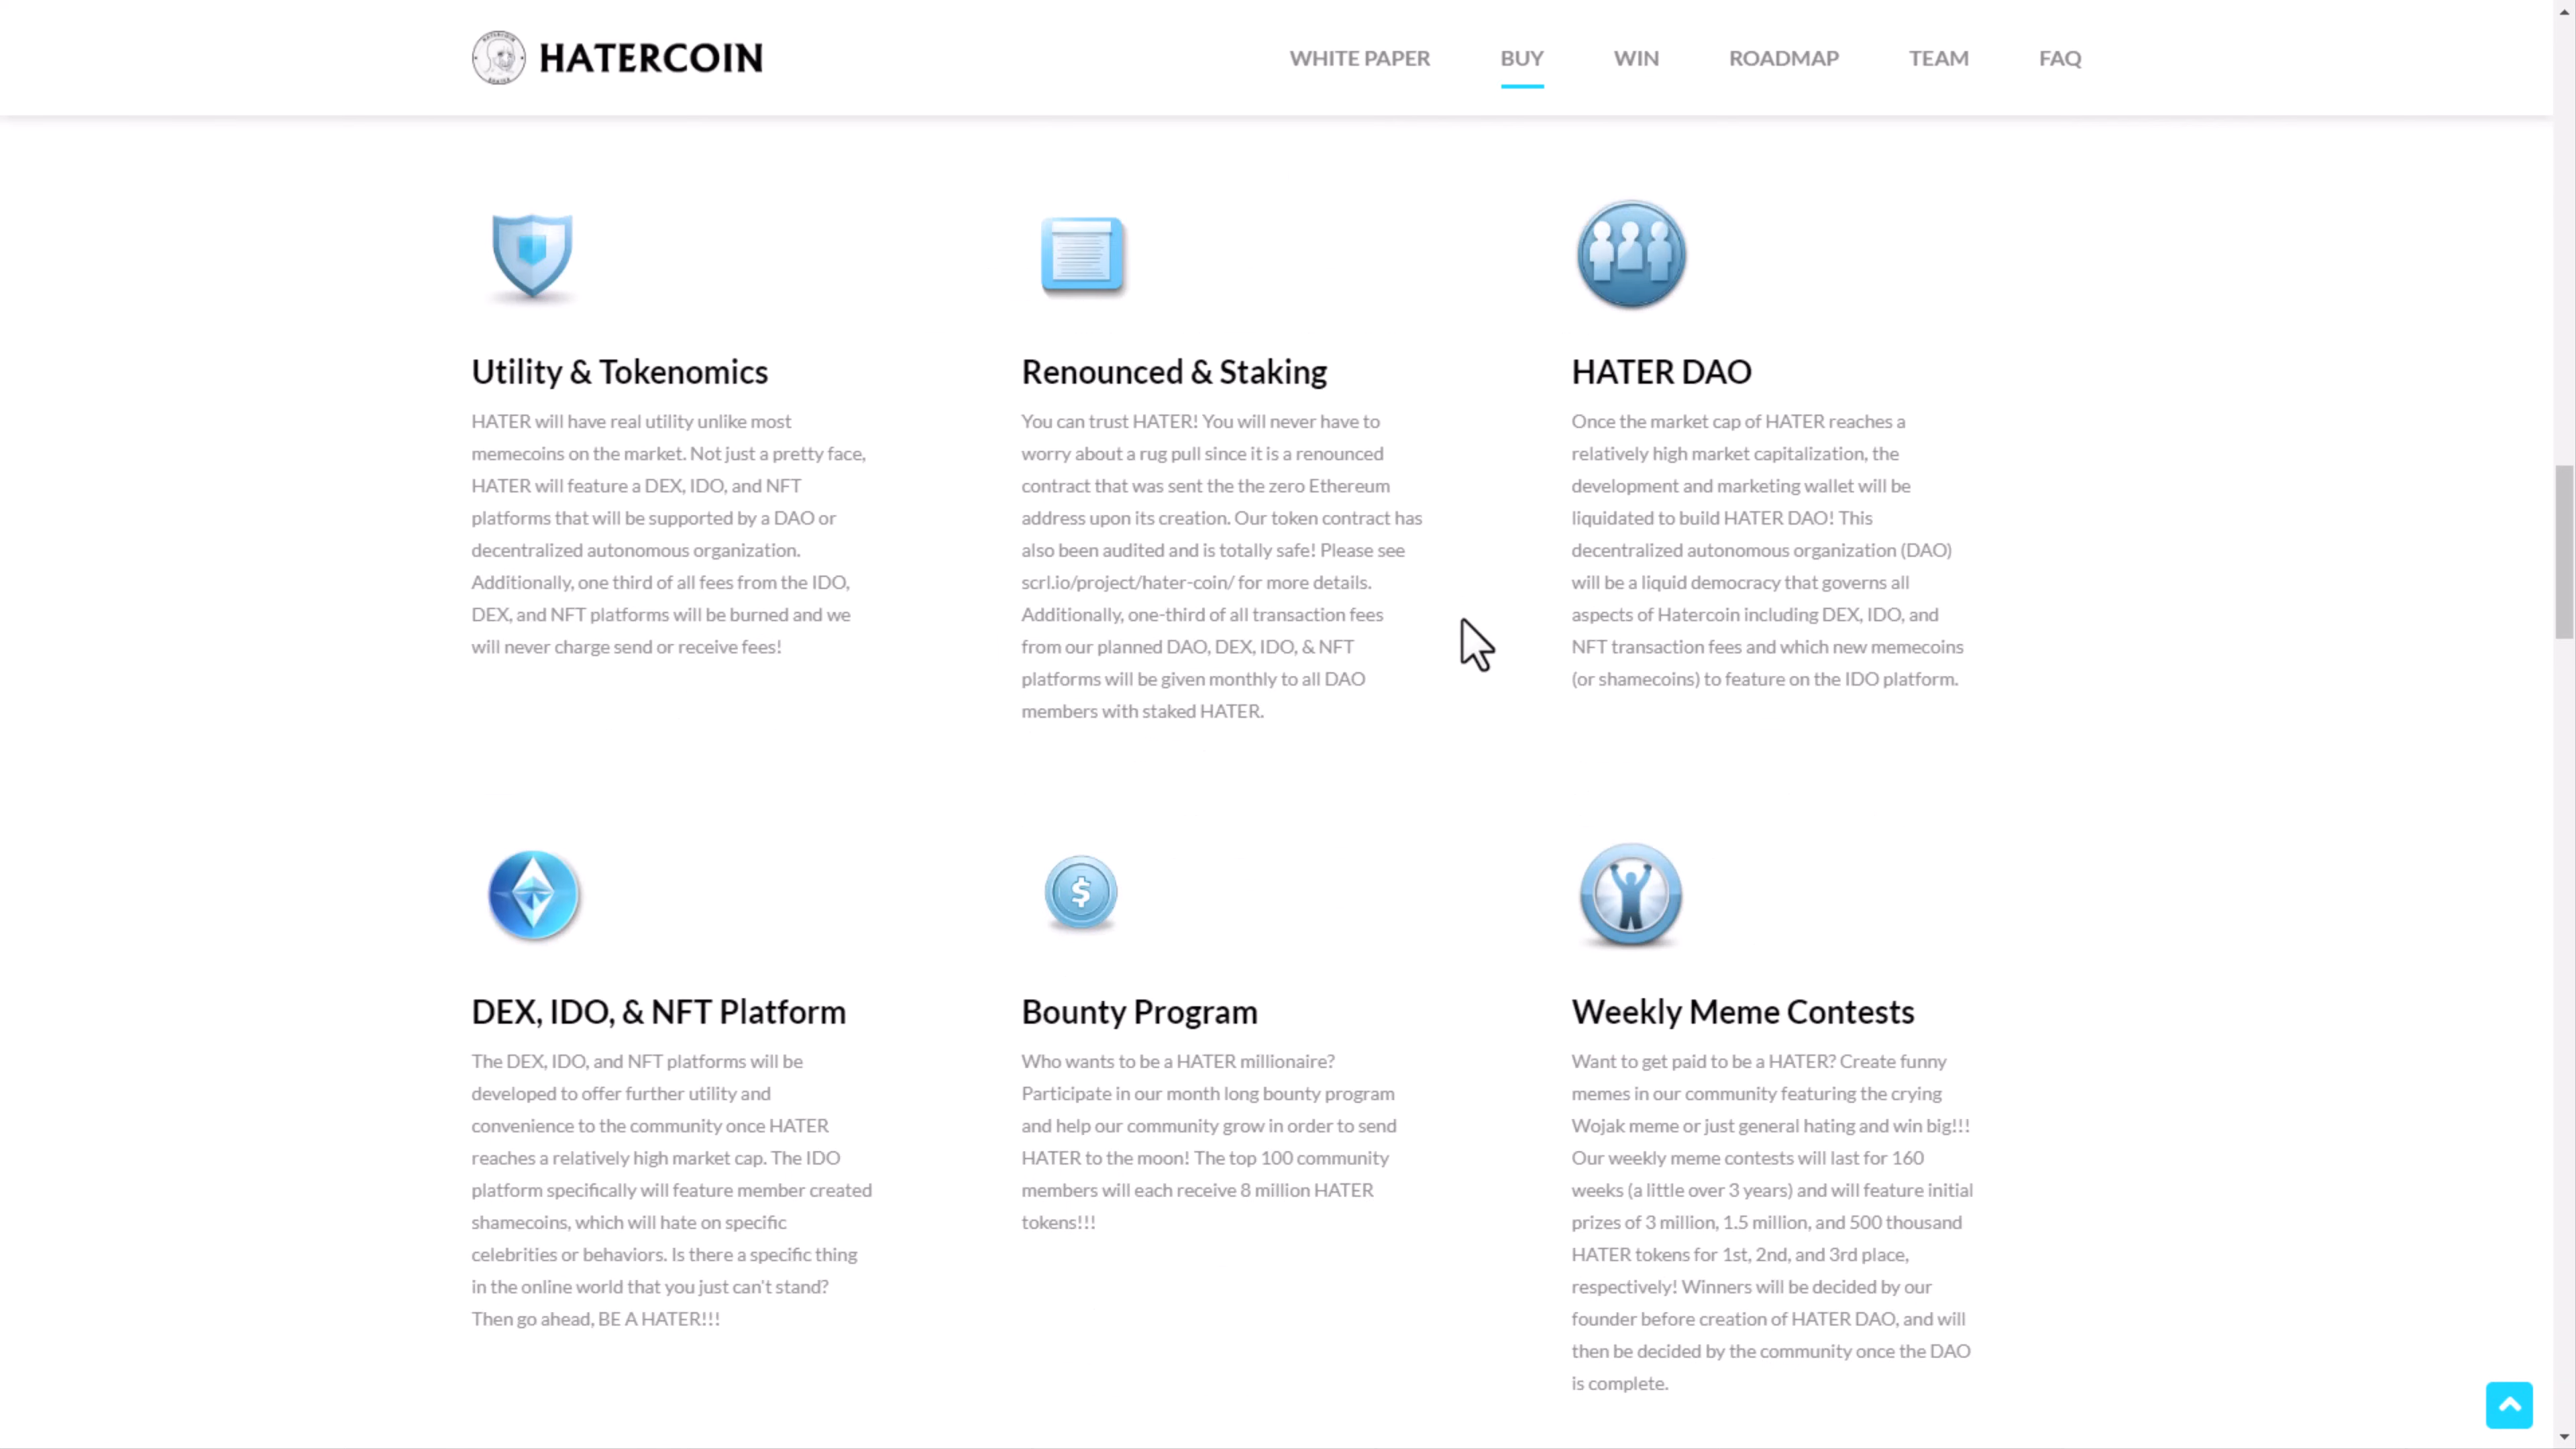 HATERCOIN
WHITE PAPER
BUY
WIN
ROADMAP
TEAM
FAQ
Utility & Tokenomics
HATER will have real utility unlike most
memecoins on the market. Not just a pretty face,
HATER will feature a DEX, IDO, and NFT
platforms that will be supported by a DAO or
decentralized autonomous organization.
Additionally, one third of all fees from the IDO,
DEX, and NFT platforms will be burned and we
will never charge send or receive fees!
Renounced & Staking
You can trust HATER! You will never have to
worry about a rug pull since it is a renounced
contract that was sent the the zero Ethereum
address upon its creation. Our token contract has
also been audited and is totally safe! Please see
scrl.io/project/hater-coin/ for more details.
Additionally, one-third of all transaction fees
from our planned DAO, DEX, IDO, & NFT
platforms will be given monthly to all DAO
members with staked HATER.
HATER DAO
Once the market cap of HATER reaches a
relatively high market capitalization, the
development and marketing wallet will be
liquidated to build HATER DAO! This
decentralized autonomous organization (DAO)
will be a liquid democracy that governs all
aspects of Hatercoin including DEX, IDO, and
NFT transaction fees and which new memecoins
(or shamecoins) to feature on the IDO platform.
DEX, IDO, & NFT Platform
The DEX, IDO, and NFT platforms will be
developed to offer further utility and
convenience to the community once HATER
reaches a relatively high market cap. The IDO
platform specifically will feature member created
shamecoins, which will hate on specific
celebrities or behaviors. Is there a specific thing
in the online world that you just can't stand?
Then go ahead, BE A HATER!!!
Bounty Program
Who wants to be a HATER millionaire?
Participate in our month long bounty program
and help our community grow in order to send
HATER to the moon! The top 100 community
members will each receive 8 million HATER
tokens!!!
Weekly Meme Contests
Want to get paid to be a HATER? Create funny
memes in our community featuring the crying
Wojak meme or just general hating and win big!!!
Our weekly meme contests will last for 160
weeks (a little over 3 years) and will feature initial
prizes of 3 million, 1.5 million, and 500 thousand
HATER tokens for 1st, 2nd, and 3rd place,
respectively! Winners will be decided by our
founder before creation of HATER DAO, and will
then be decided by the community once the DAO
is complete.